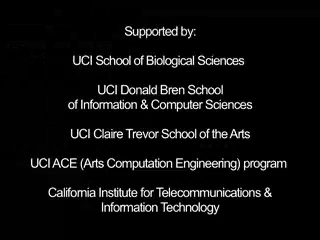 Supported by:
UCI School of Biological Sciences
UCI Donald Bren School
of Information & Computer Sciences
UCI Claire Trevor School of the Arts
UCI ACE (Arts Computation Engineering) program
California Institute for Telecommunications &
Information Technology